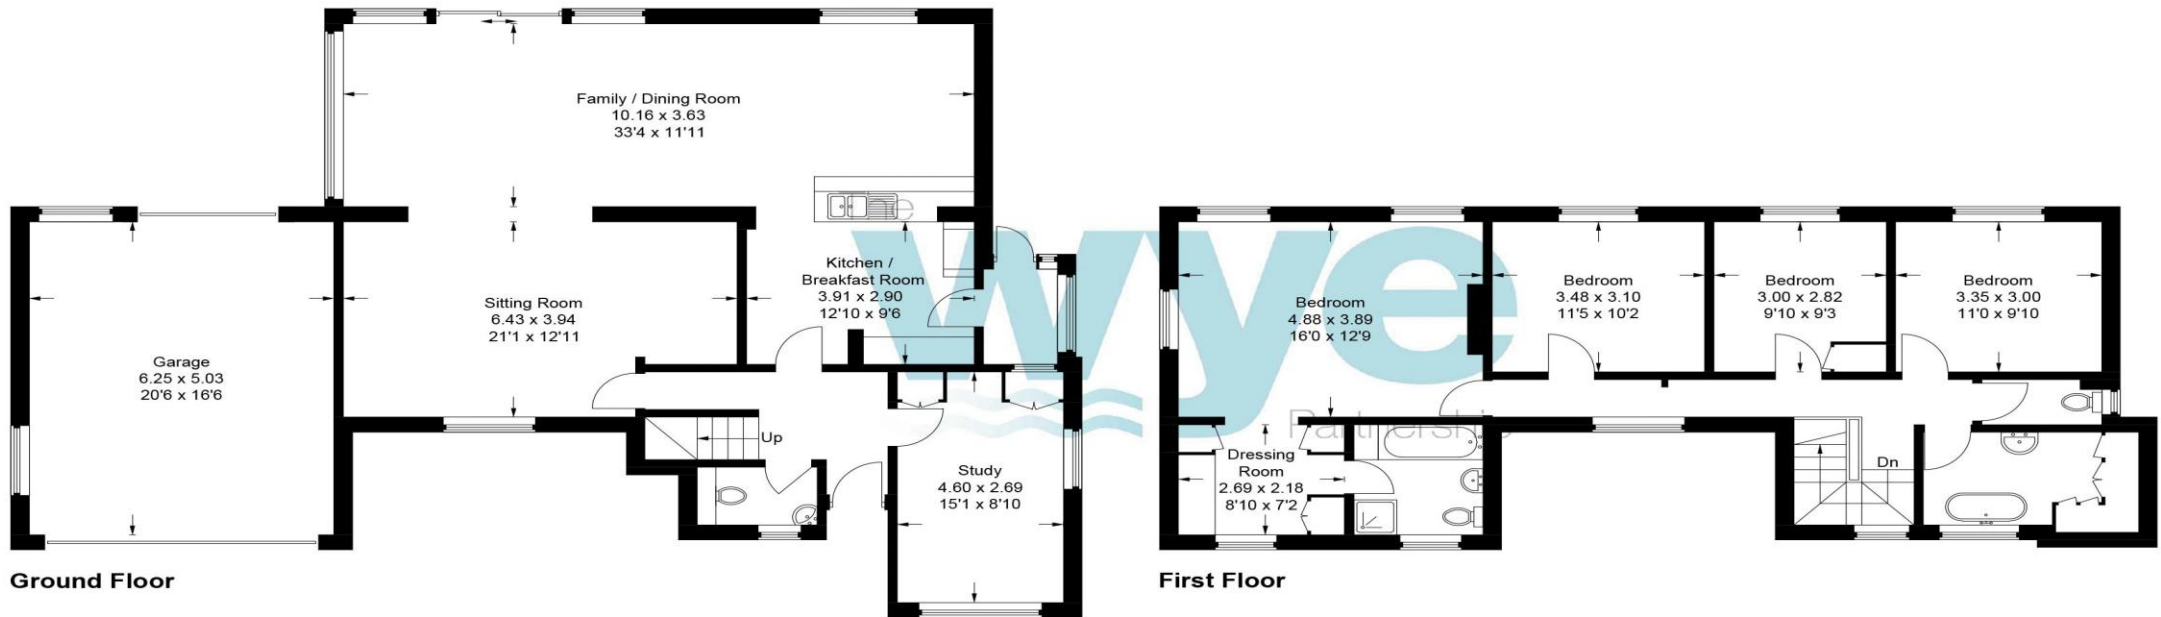 Family / Dining Room
10.16 x 3.63
33'4 x 11'11
Kitchen /
Breakfast Room
3.91 x 2.90
12'10 x 9'6
Sitting Room
6.43 x 3.94
21'1 x 12'11
Garage
6.25 x 5.03
20'6 x 16'6
Up
Study
4.60 x 2.69
15'1 x 8'10
Ground Floor
the
wye
Partnership
Bedroom
4.88 x 3.89
16'0 x 12'9
Bedroom
3.48 x 3.10
11'5 x 10'2
Bedroom
3.00 x 2.82
9'10 x 9'3
Bedroom
3.35 x 3.00
11'0 x 9'10
Dressing
Room
2.69 x 2.18
8'10 x 7'2
Dn
First Floor